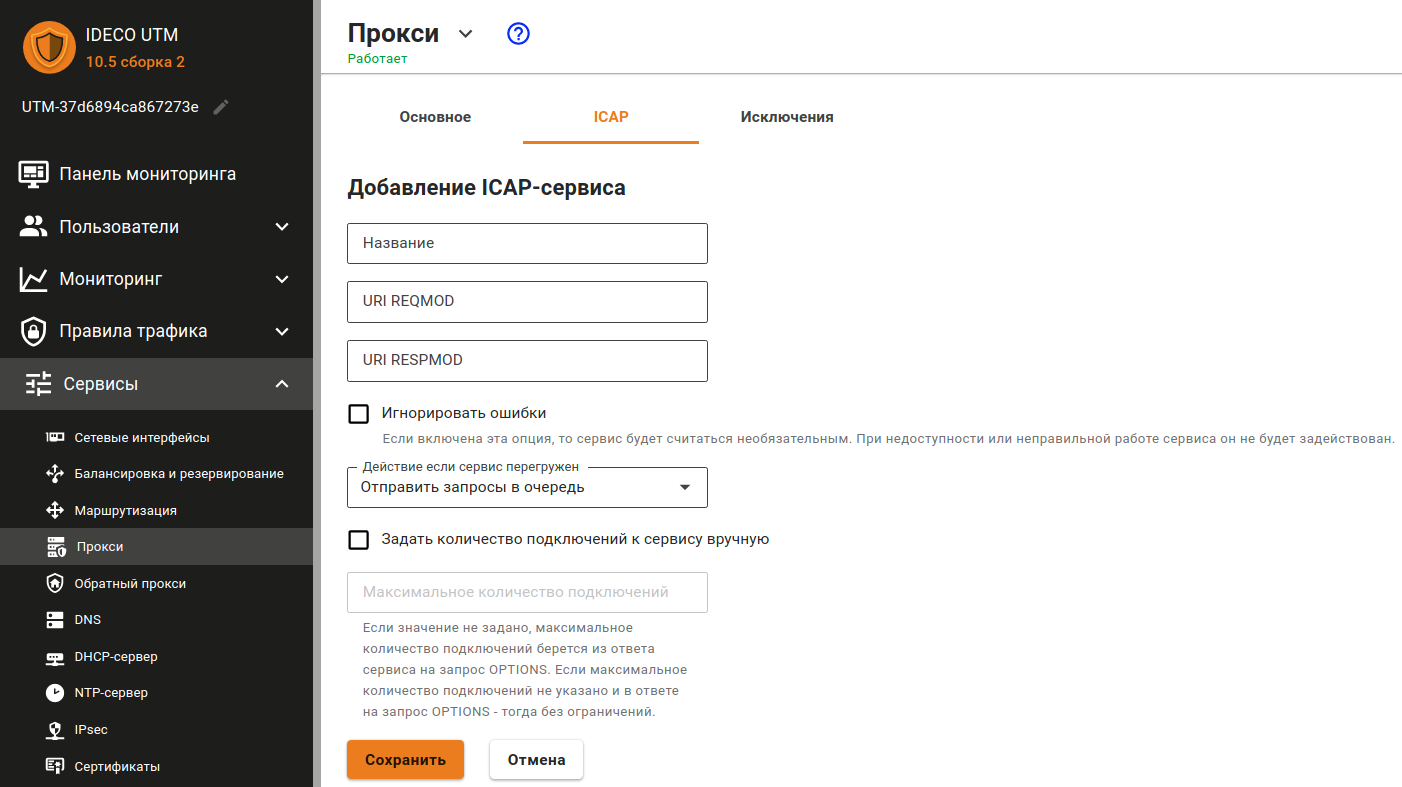 IDECO UTM
10.5 сборка 2
UTM-37d6894ca867273e
Панель мониторинга
Пользователи
Мониторинг
Правила трафика
Сервисы
Сетевые интерфейсы
Балансировка и резервирование
Маршрутизация
Прокси
Обратный прокси
DNS
DHCP-сервер
NTP-сервер
IPsec
Сертификаты
Прокси
Работает
Основное ICAP Исключения
Добавление ICAP-сервиса
Название
URI REQMOD
URI RESPMOD
Игнорировать ошибки
Если включена эта опция, то сервис будет считаться необязательным. При недоступности или неправильной работе сервиса он не будет задействован.
Действие если сервис перегружен
Отправить запросы в очередь
Задать количество подключений к сервису вручную
Максимальное количество подключений
Если значение не задано, максимальное
количество подключений берется из ответа
сервиса на запрос OPTIONS. Если максимальное
количество подключений не указано и в ответе
на запрос OPTIONS - тогда без ограничений.
Сохранить Отмена